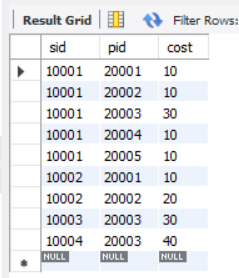 Result Grid Filter Rows:
sid pid cost
10001 20001 10
10001 20002 10
10001 20003 30
10001 20004 10
10001 20005 10
10002 20001 10
10002 20002 20
10003 20003 30
10004 20003 40
NULL NULL NULL